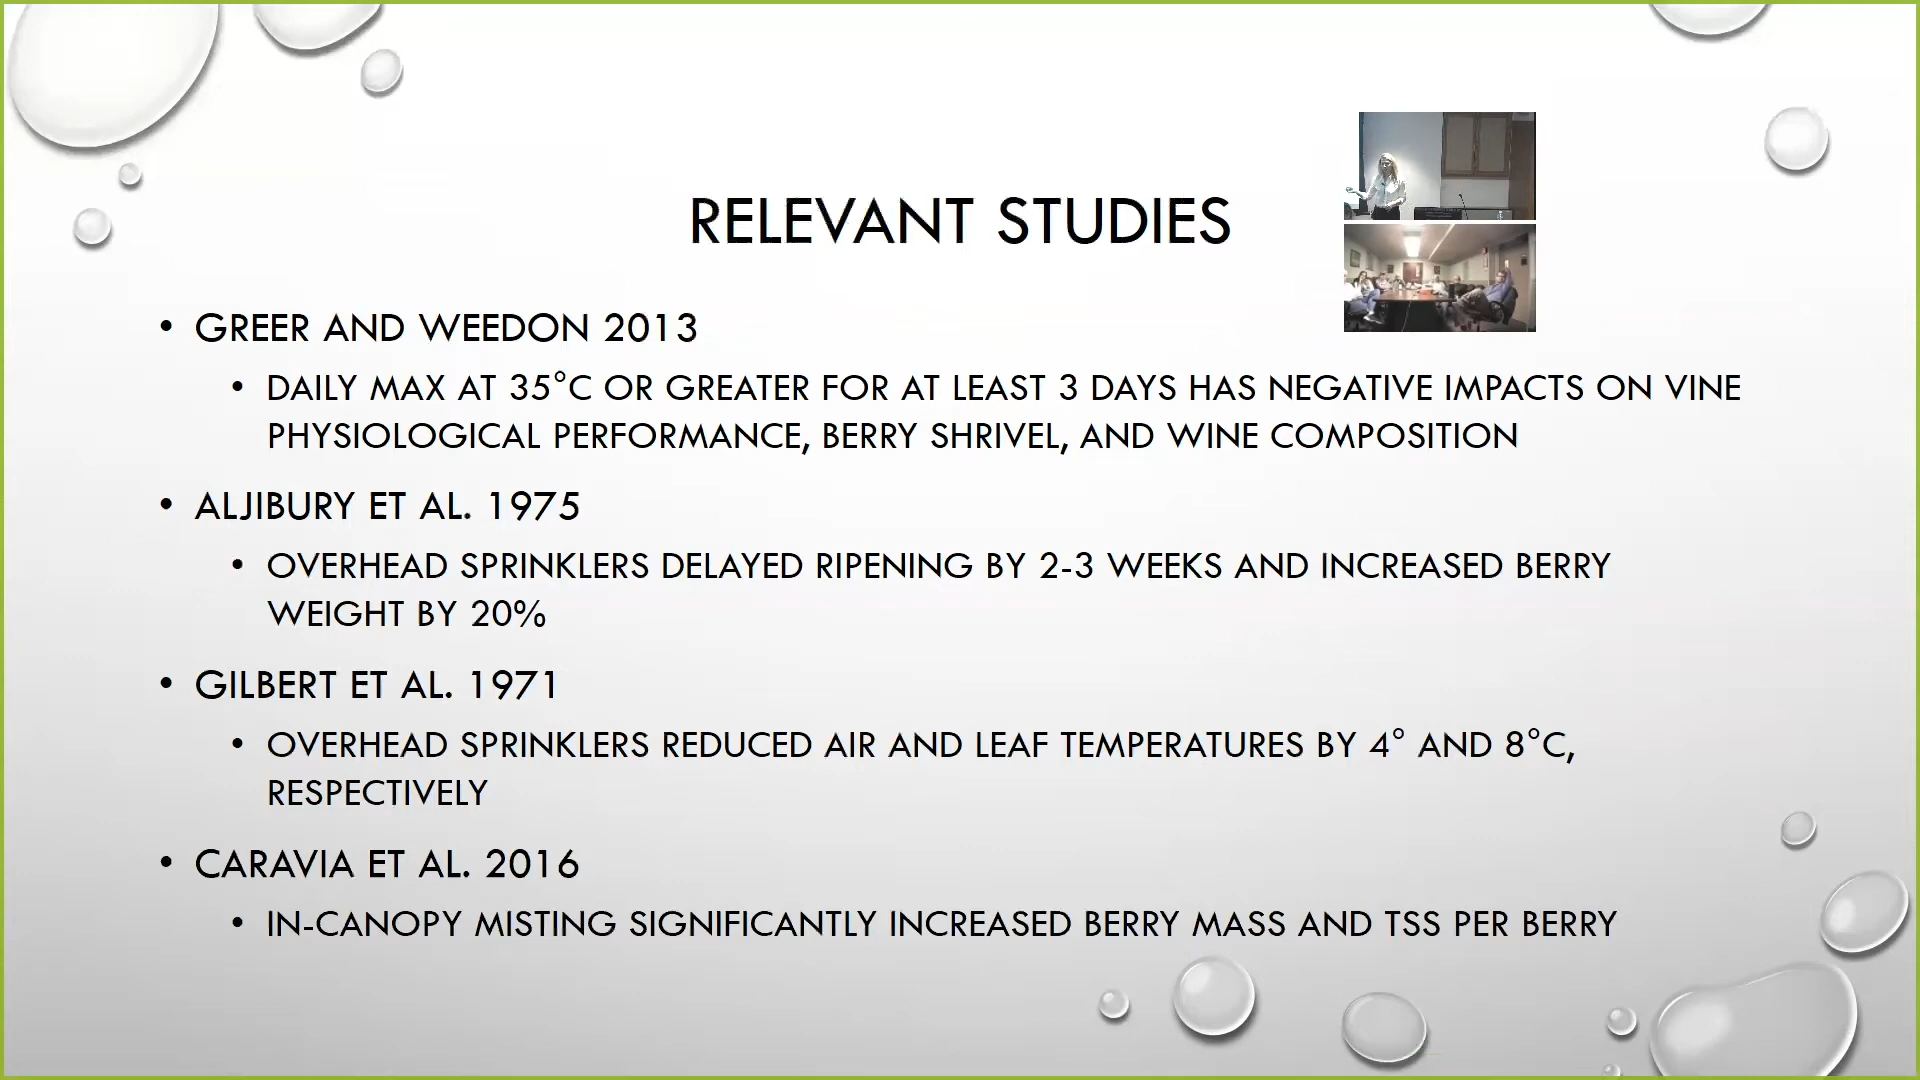 RELEVANT STUDIES
• GREER AND WEEDON 2013
• DAILY MAX AT 35°C OR GREATER FOR AT LEAST 3 DAYS HAS NEGATIVE IMPACTS ON VINE
PHYSIOLOGICAL PERFORMANCE, BERRY SHRIVEL, AND WINE COMPOSITION
• ALJIBURY ET AL. 1975
• OVERHEAD SPRINKLERS DELAYED RIPENING BY 2-3 WEEKS AND INCREASED BERRY
WEIGHT BY 20%
• GILBERT ET AL. 1971
• OVERHEAD SPRINKLERS REDUCED AIR AND LEAF TEMPERATURES BY 4° AND 8°C,
RESPECTIVELY
• CARAVIA ET AL. 2016
• IN-CANOPY MISTING SIGNIFICANTLY INCREASED BERRY MASS AND TSS PER BERRY